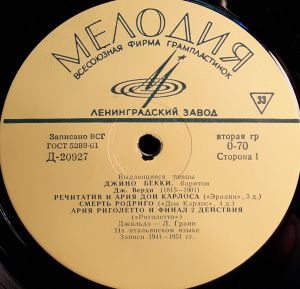 МЕЛОДИЯ
ВСЕСОЮЗНАЯ ФИРМА ГРАМПЛАСТИНОК
ЛЕНИНГРАДСКИЙ ЗАВОД
33
Записано ВСГ
ГОСТ 5289-61
Д-20927
вторая гр
0-70
Сторона 1
Выдающиеся певцы
ДЖИНО БЕККИ, баритон
Дж. Верди (1813—1901)
РЕЧИТАТИВ И АРИЯ ДОН КАРЛОСА («Эрнани», 3 д.)
СМЕРТЬ РОДРИГО («Дон Карлос», 4 д.)
АРИЯ РИГОЛЕТТО И ФИНАЛ 2 ДЕЙСТВИЯ
(«Риголетто»)
Джильда — Л. Грани
На итальянском языке
Записи 1941—1951 гг.